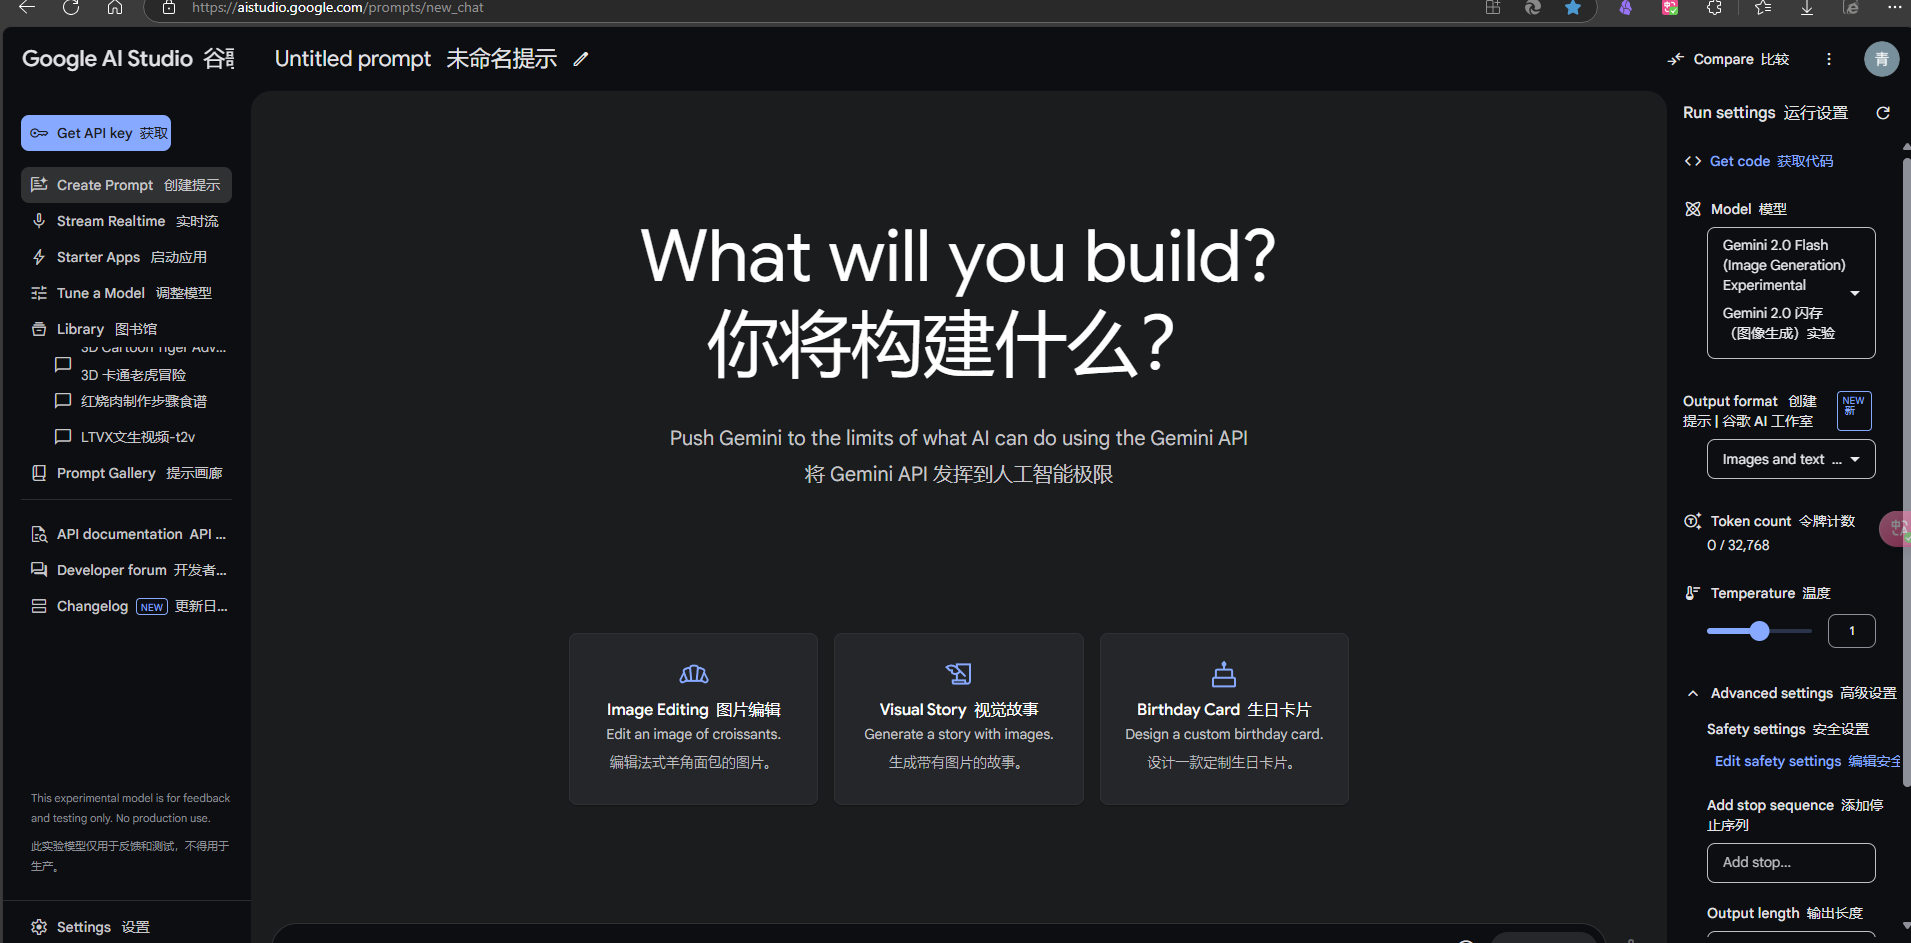 https://aistudio.google.com/prompts/new_chat
Google AI Studio 谷
Untitled prompt 未命名提示
Compare 比较
青
Get API key 获取
Create Prompt 创建提示
Stream Realtime 实时流
Starter Apps 启动应用
Tune a Model 调整模型
Library 图书馆
3D Cartoon Tiger Adv...
3D 卡通老虎冒险
红烧肉制作步骤食谱
LTVX文生视频-t2v
Prompt Gallery 提示画廊
API documentation API ...
Developer forum 开发者...
Changelog NEW 更新日...
This experimental model is for feedback
and testing only. No production use.
此实验模型仅用于反馈和测试，不得用于
生产。
Settings 设置
What will you build?
你将构建什么？
Push Gemini to the limits of what AI can do using the Gemini API
将 Gemini API 发挥到人工智能极限
Image Editing 图片编辑
Edit an image of croissants.
编辑法式羊角面包的图片。
Visual Story 视觉故事
Generate a story with images.
生成带有图片的故事。
Birthday Card 生日卡片
Design a custom birthday card.
设计一款定制生日卡片。
Run settings 运行设置
Get code 获取代码
Model 模型
Gemini 2.0 Flash
(Image Generation)
Experimental
Gemini 2.0 闪存
（图像生成）实验
Output format 创建
提示 | 谷歌 AI 工作室
NEW
新
Images and text ...
Token count 令牌计数
0 / 32,768
Temperature 温度
1
Advanced settings 高级设置
Safety settings 安全设置
Edit safety settings 编辑安全
Add stop sequence 添加停
止序列
Add stop...
Output length 输出长度